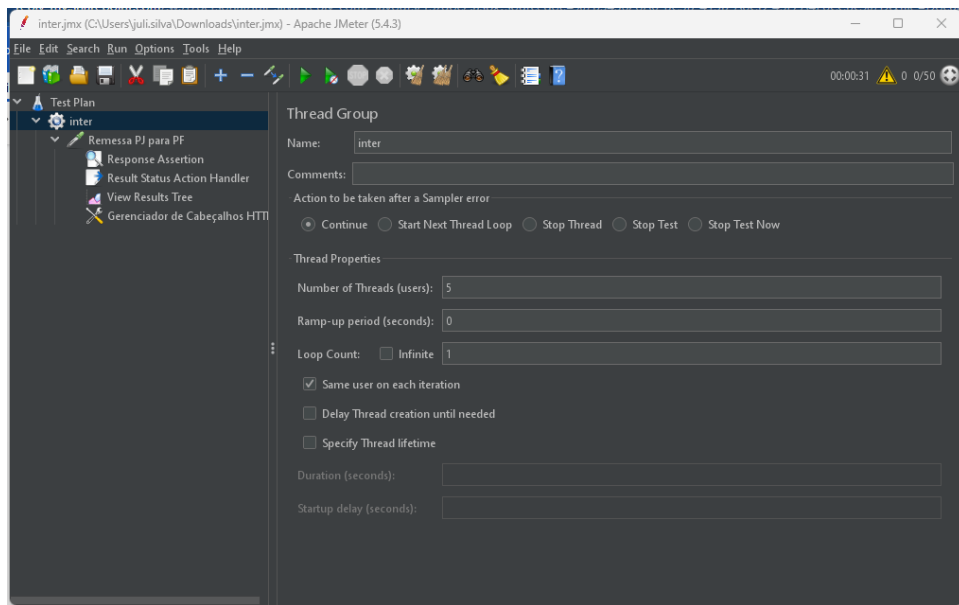 inter.jmx (C:\Users\juli.silva\Downloads\inter.jmx) - Apache JMeter (5.4.3)
File Edit Search Run Options Tools Help
00:00:31 0 0/50
Test Plan
inter
Remessa PJ para PF
Response Assertion
Result Status Action Handler
View Results Tree
Gerenciador de Cabeçalhos HTT
Thread Group
Name: inter
Comments:
Action to be taken after a Sampler error
Continue Start Next Thread Loop Stop Thread Stop Test Stop Test Now
Thread Properties
Number of Threads (users): 5
Ramp-up period (seconds): 0
Loop Count: Infinite 1
Same user on each iteration
Delay Thread creation until needed
Specify Thread lifetime
Duration (seconds):
Startup delay (seconds):